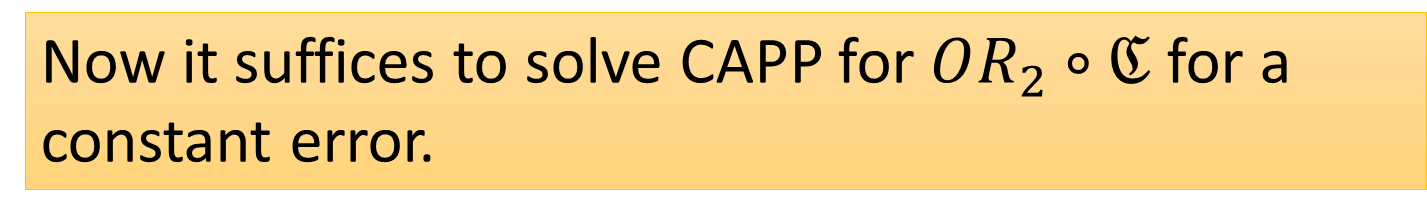 Now it suffices to solve CAPP for 𝑂𝑅₂ ∘ ℭ for a
constant error.